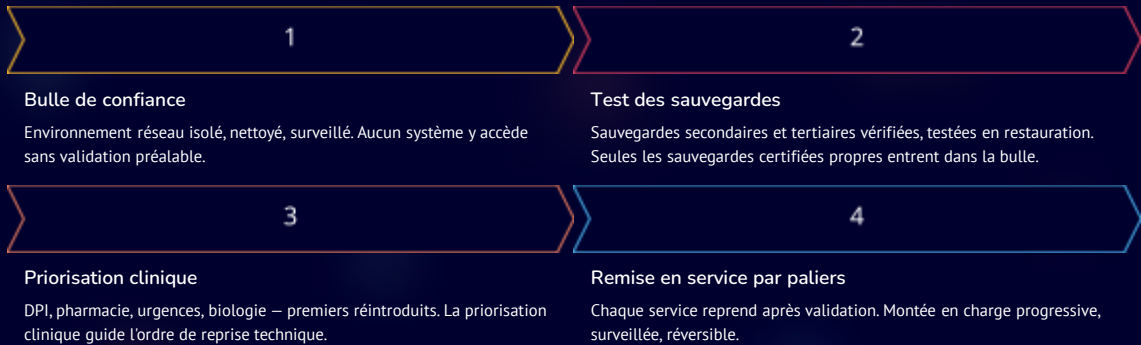 1
2
Bulle de confiance
Environnement réseau isolé, nettoyé, surveillé. Aucun système y accède
sans validation préalable.
Test des sauvegardes
Sauvegardes secondaires et tertiaires vérifiées, testées en restauration.
Seules les sauvegardes certifiées propres entrent dans la bulle.
3
4
Priorisation clinique
DPI, pharmacie, urgences, biologie — premiers réintroduits. La priorisation
clinique guide l'ordre de reprise technique.
Remise en service par paliers
Chaque service reprend après validation. Montée en charge progressive,
surveillée, réversible.